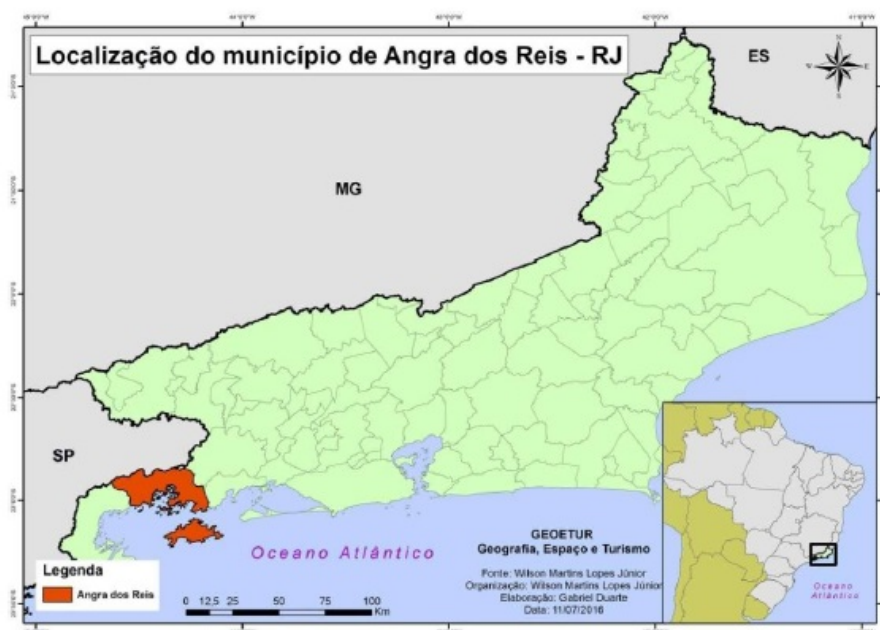 Localização do município de Angra dos Reis - RJ
ES
N
W
E
S
MG
SP
Oceano Atlântico
GEOETUR
Geografia, Espaço e Turismo
Fonte: Wilson Martins Lopes Júnior
Organização: Wilson Martins Lopes Júnior
Elaboração: Gabriel Duarte
Data: 11/07/2016
Legenda
Angra dos Reis
0 12,5 25 50 75 100
Km
Oceano
Atlântico